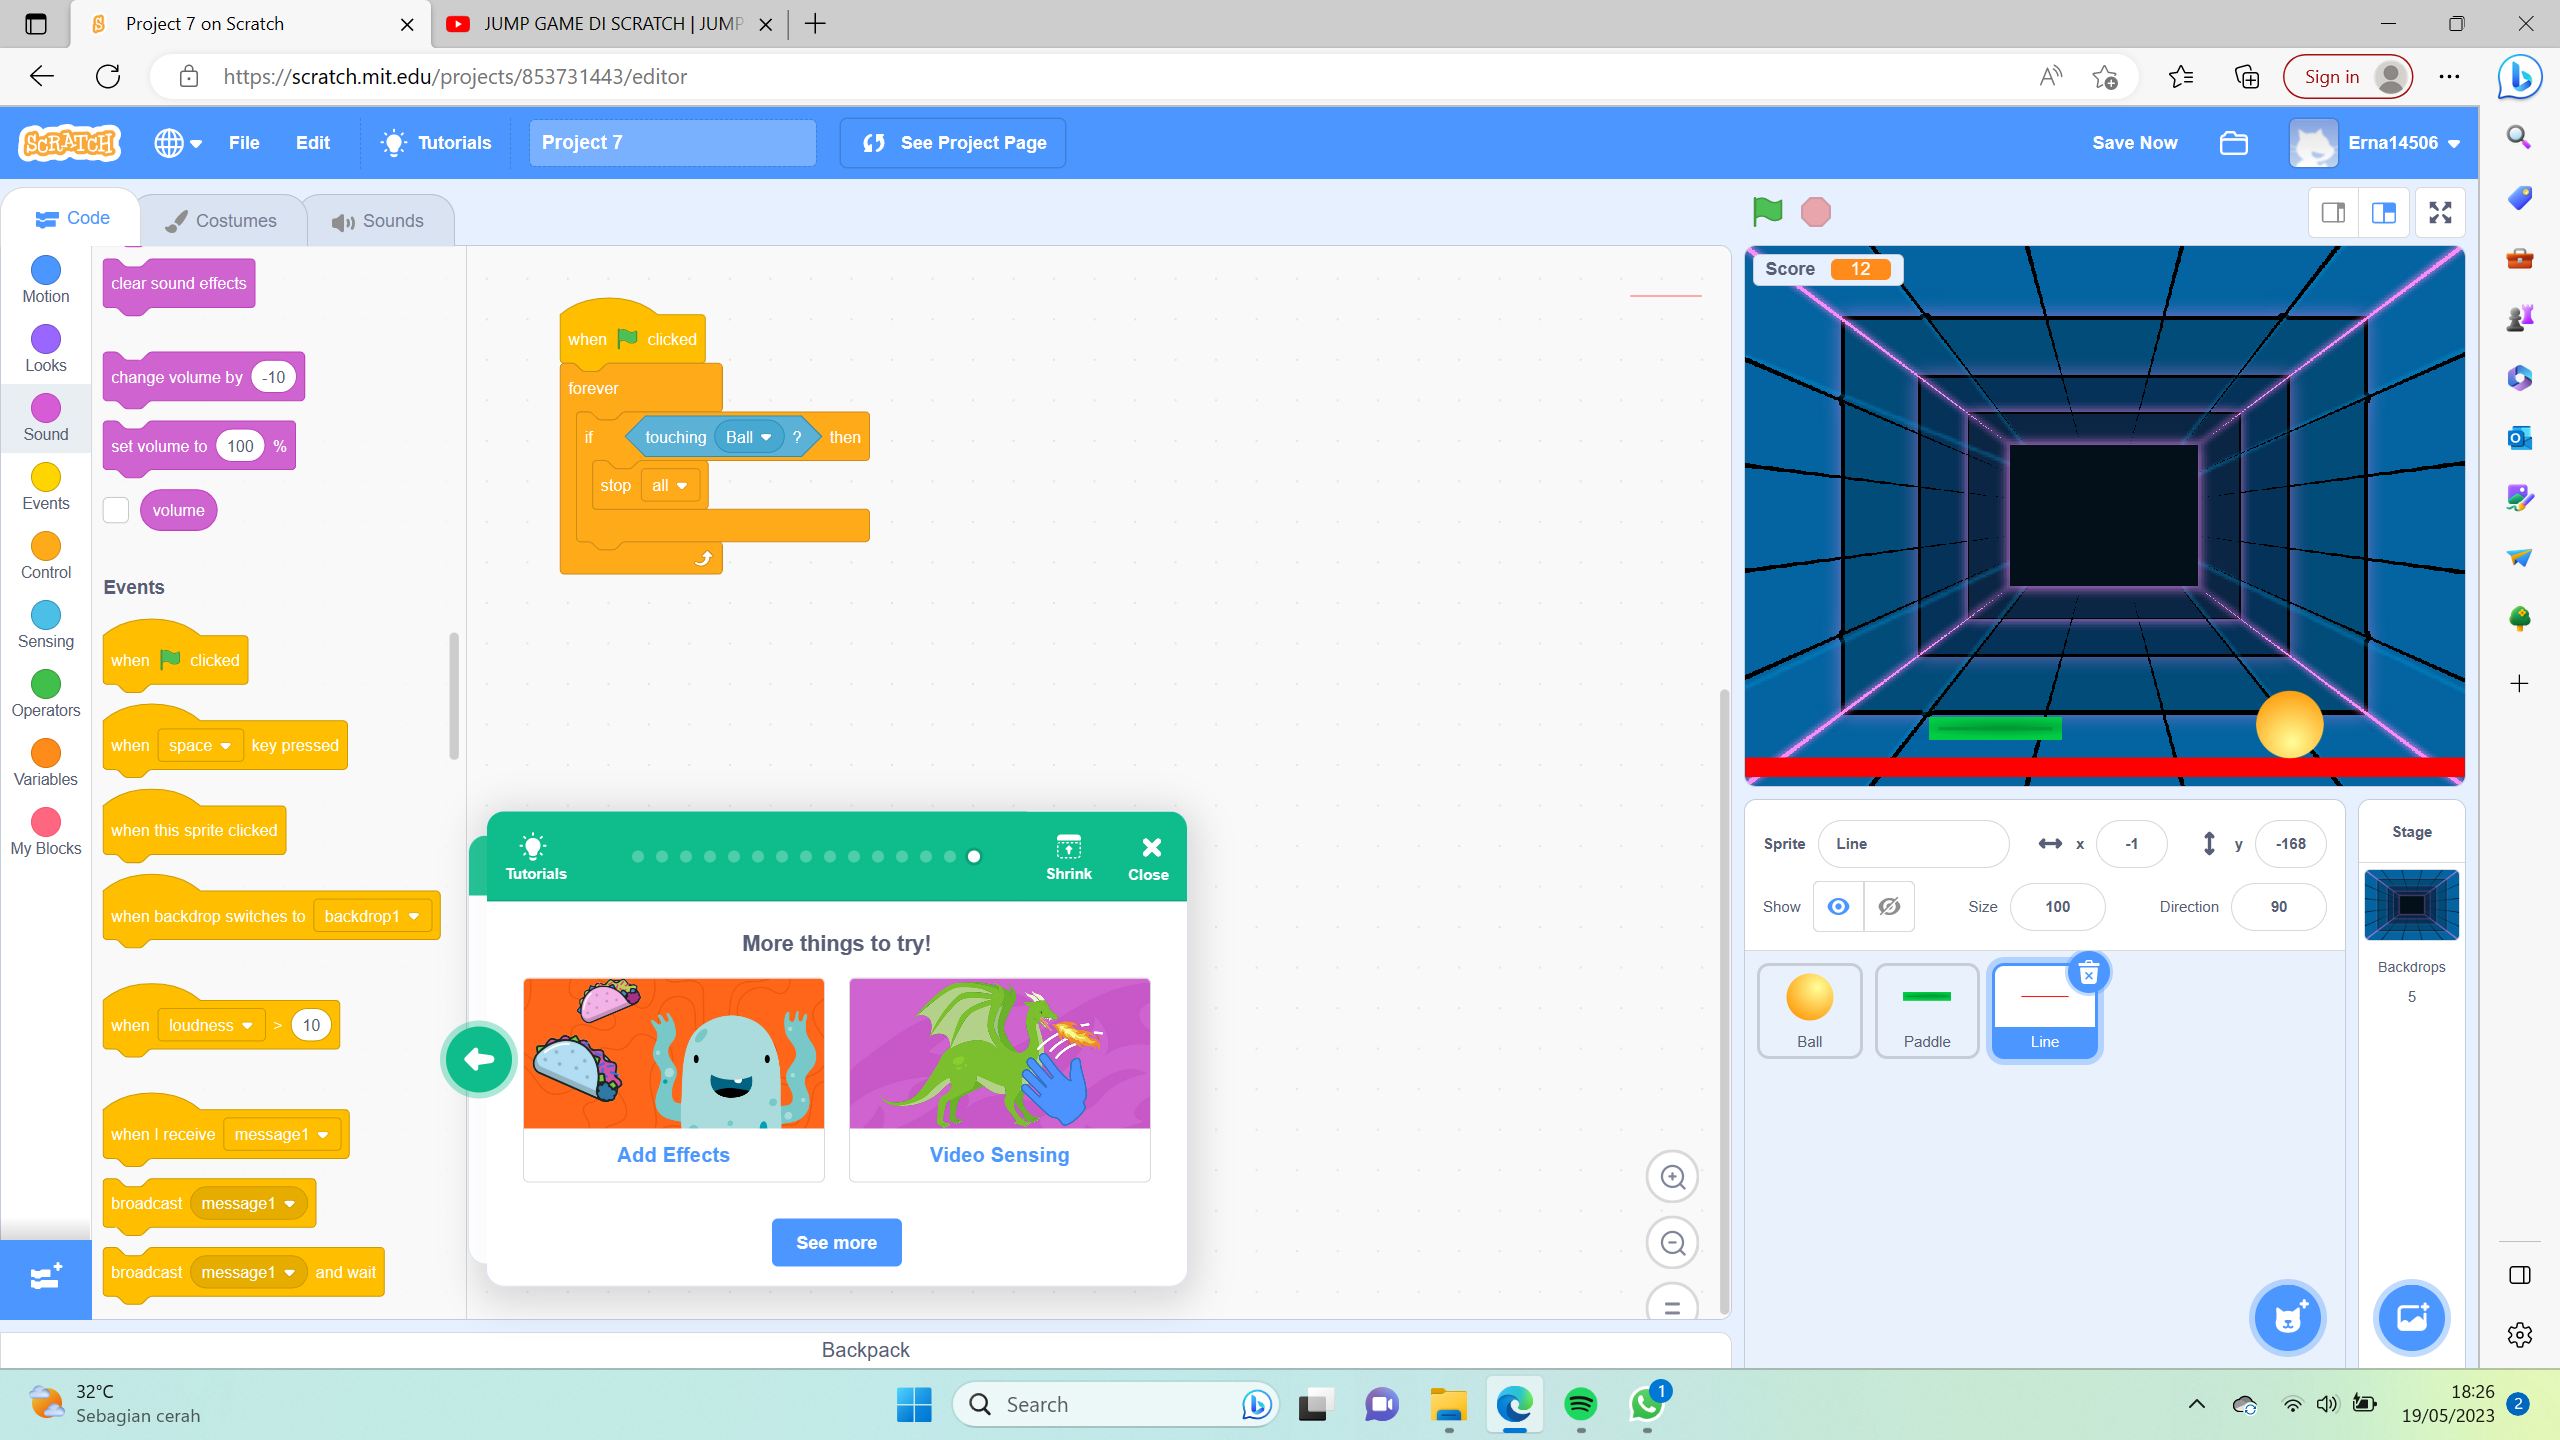 Project 7 on Scratch
JUMP GAME DI SCRATCH | JUMP
https://scratch.mit.edu/projects/853731443/editor
Sign in
SCRATCH
File
Edit
Tutorials
Project 7
See Project Page
Save Now
Erna14506
Code
Costumes
Sounds
Motion
Looks
Sound
Events
Control
Sensing
Operators
Variables
My Blocks
clear sound effects
change volume by -10
set volume to 100 %
volume
Events
when clicked
when space key pressed
when this sprite clicked
when backdrop switches to backdrop1
when loudness > 10
when I receive message1
broadcast message1
broadcast message1 and wait
when clicked
forever
if touching Ball ? then
stop all
Tutorials
Shrink
Close
More things to try!
Add Effects
Video Sensing
See more
Backpack
Score 12
Sprite Line x -1 y -168
Show Size 100 Direction 90
Ball
Paddle
Line
Stage
Backdrops
5
32°C
Sebagian cerah
Search
1
18:26
19/05/2023
2